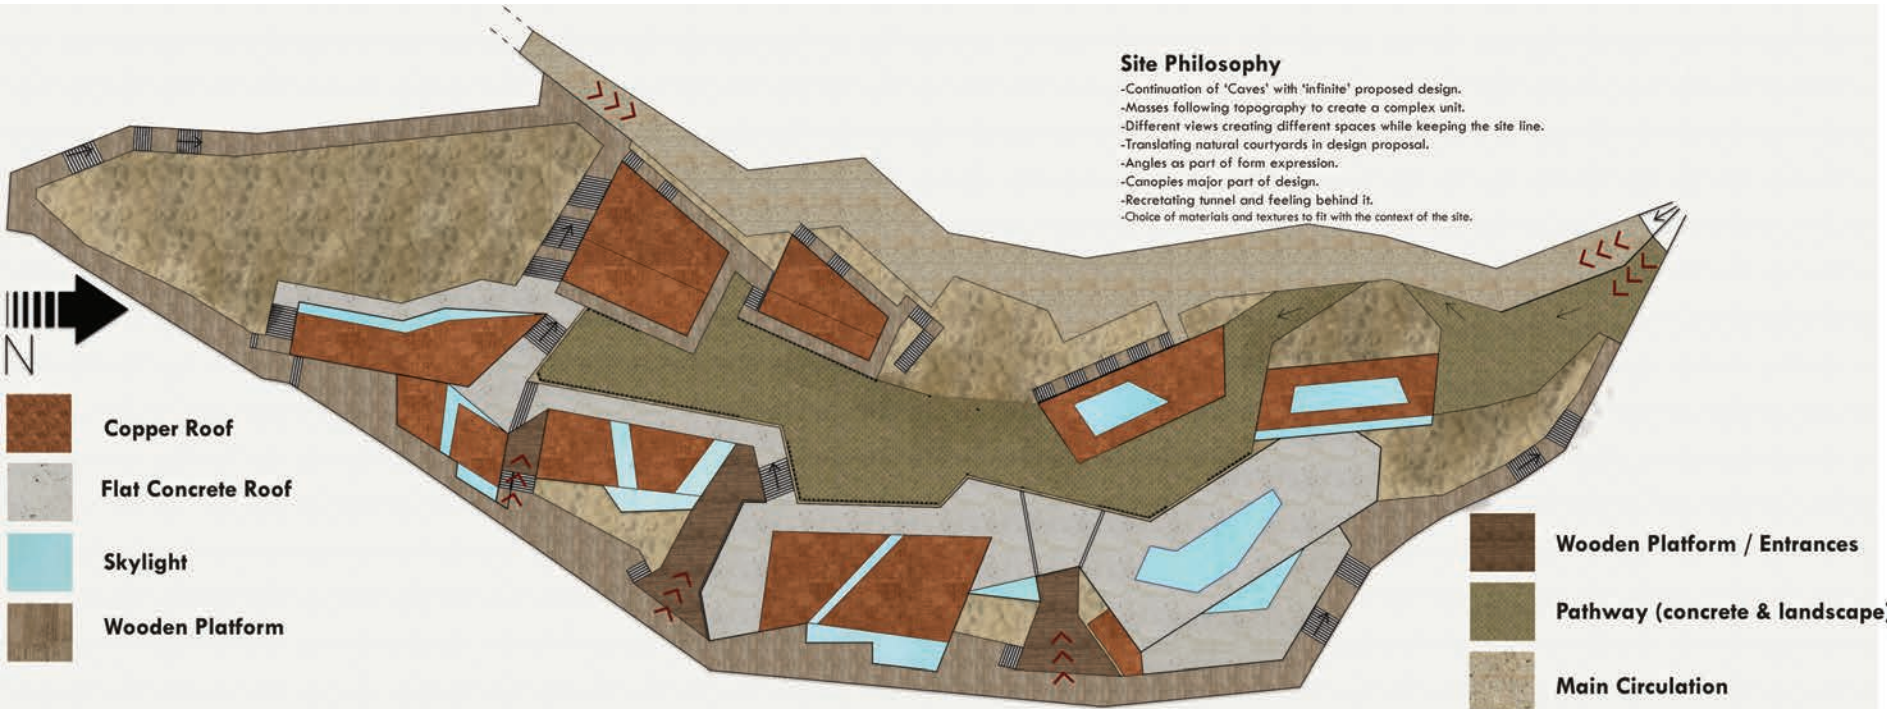 Site Philosophy
-Continuation of 'Caves' with 'infinite' proposed design.
-Masses following topography to create a complex unit.
-Different views creating different spaces while keeping the site line.
-Translating natural courtyards in design proposal.
-Angles as part of form expression.
-Canopies major part of design.
-Recretating tunnel and feeling behind it.
-Choice of materials and textures to fit with the context of the site.
N
Copper Roof
Flat Concrete Roof
Skylight
Wooden Platform
Wooden Platform / Entrances
Pathway (concrete & landscape)
Main Circulation